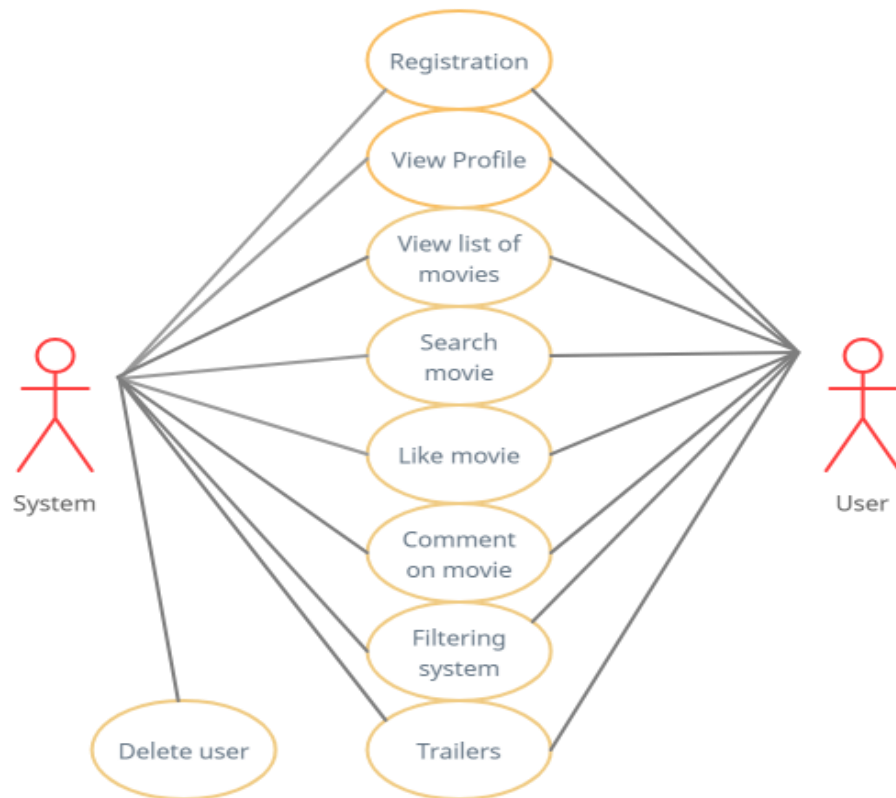 Registration
View Profile
View list of
movies
Search
movie
Like movie
System
User
Comment
on movie
Filtering
system
Delete user
Trailers